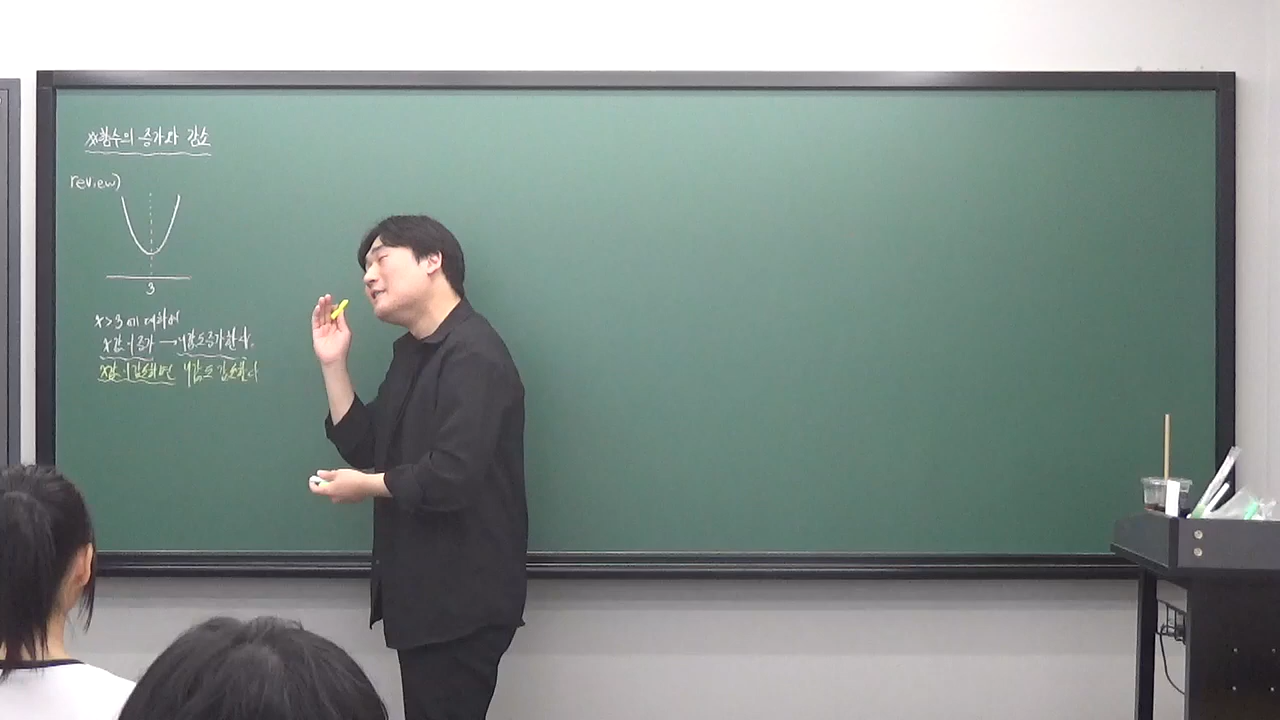 ※함수의 증가와 감소
review)
3
x>3 에 대하여
x값이 증가 → y값도 증가한다.
x값이 감소하면 y값도 감소한다